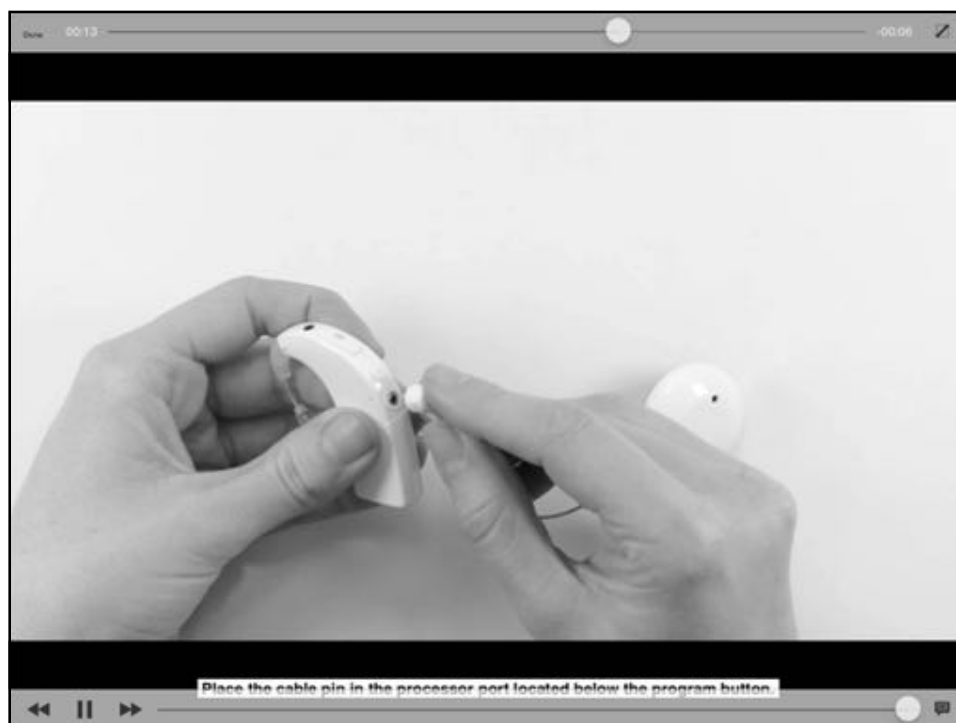 Done 00:13 -00:06
Place the cable pin in the processor port located below the program button.